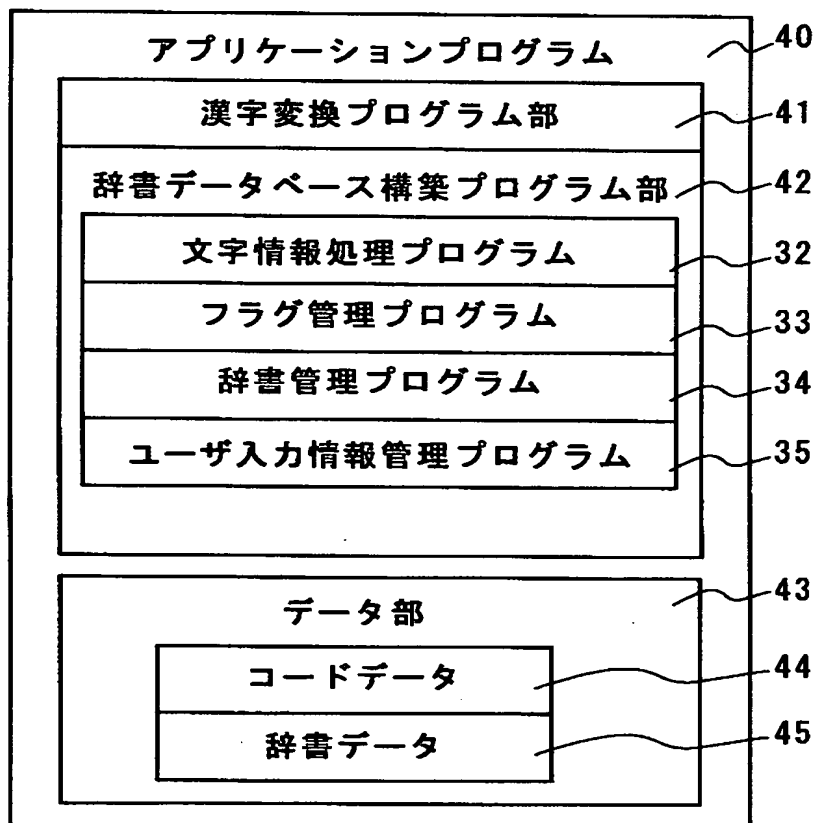 アプリケーションプログラム 40
漢字変換プログラム部 41
辞書データベース構築プログラム部 42
文字情報処理プログラム 32
フラグ管理プログラム 33
辞書管理プログラム 34
ユーザ入力情報管理プログラム 35
データ部 43
コードデータ 44
辞書データ 45